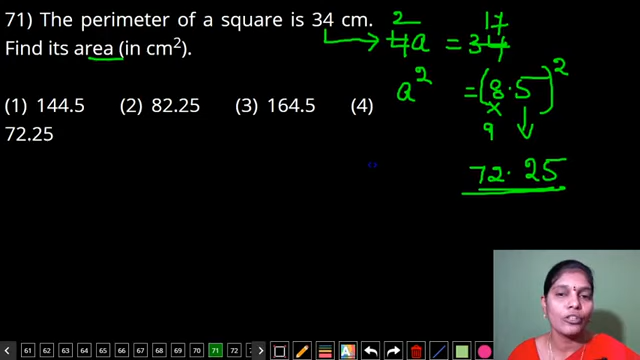 71) The perimeter of a square is 34 cm.
Find its area (in cm²).
(1) 144.5 (2) 82.25 (3) 164.5 (4)
72.25
2 17
4a = 34
a² = (8.5)²
x
9
72.25
61 62 63 64 65 66 67 68 69 70 71 72 7